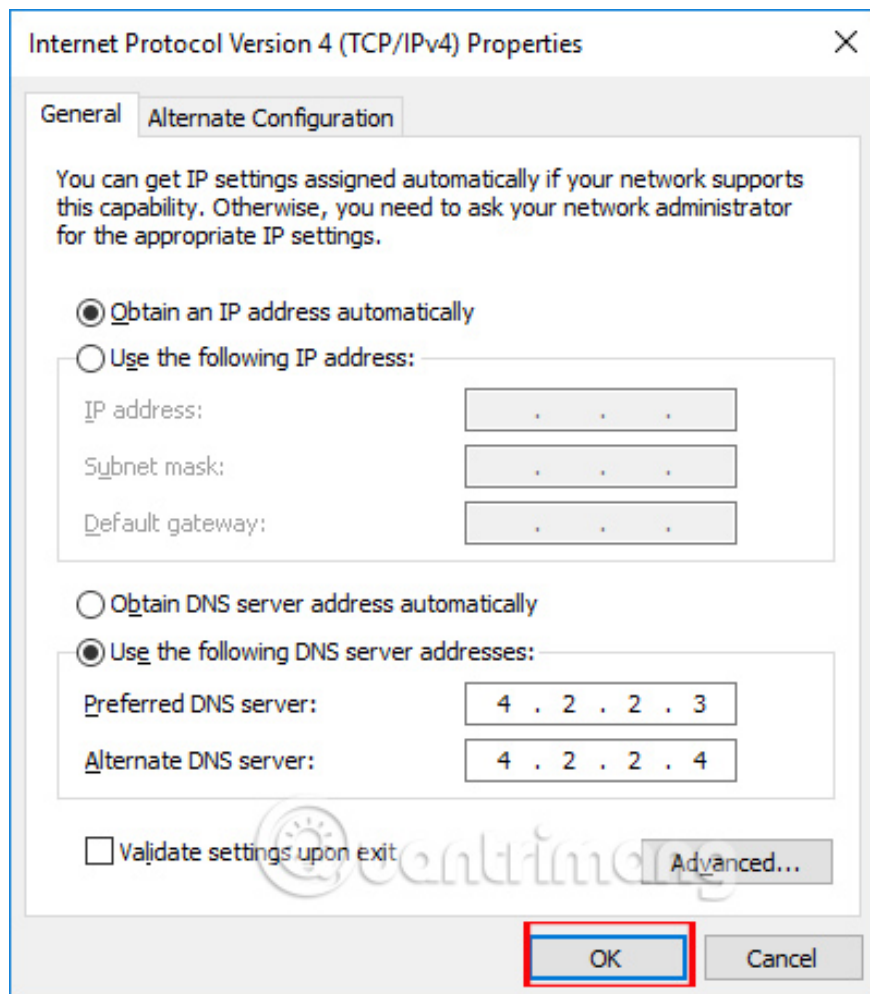 Internet Protocol Version 4 (TCP/IPv4) Properties
General
Alternate Configuration
You can get IP settings assigned automatically if your network supports
this capability. Otherwise, you need to ask your network administrator
for the appropriate IP settings.
Obtain an IP address automatically
Use the following IP address:
IP address: . . .
Subnet mask: . . .
Default gateway: . . .
Obtain DNS server address automatically
Use the following DNS server addresses:
Preferred DNS server: 4 . 2 . 2 . 3
Alternate DNS server: 4 . 2 . 2 . 4
Validate settings upon exit
Quantrimang
Advanced...
OK
Cancel